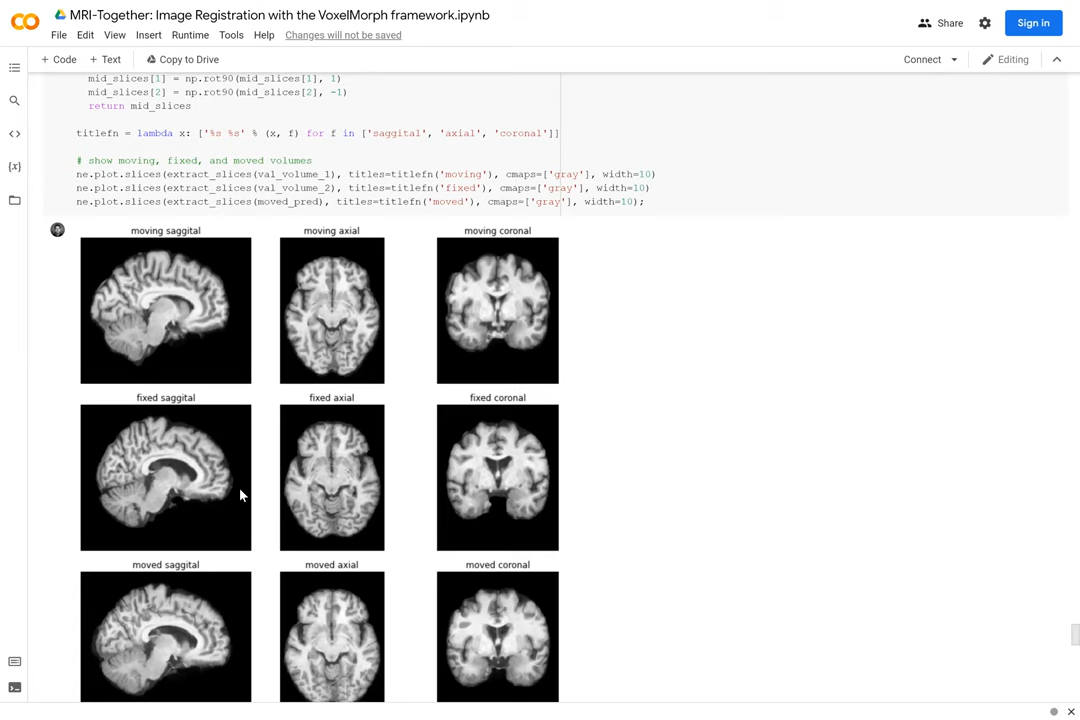 MRI-Together: Image Registration with the VoxelMorph framework.ipynb
Share
Sign in
File Edit View Insert Runtime Tools Help Changes will not be saved
+ Code + Text Copy to Drive Connect Editing
mid_slices[1] = np.rot90(mid_slices[1], 1)
mid_slices[2] = np.rot90(mid_slices[2], -1)
return mid_slices
titlefn = lambda x: ['%s %s' % (x, f) for f in ['saggital', 'axial', 'coronal']]
# show moving, fixed, and moved volumes
ne.plot.slices(extract_slices(val_volume_1), titles=titlefn('moving'), cmaps=['gray'], width=10)
ne.plot.slices(extract_slices(val_volume_2), titles=titlefn('fixed'), cmaps=['gray'], width=10)
ne.plot.slices(extract_slices(moved_pred), titles=titlefn('moved'), cmaps=['gray'], width=10);
moving saggital moving axial moving coronal
fixed saggital fixed axial fixed coronal
moved saggital moved axial moved coronal